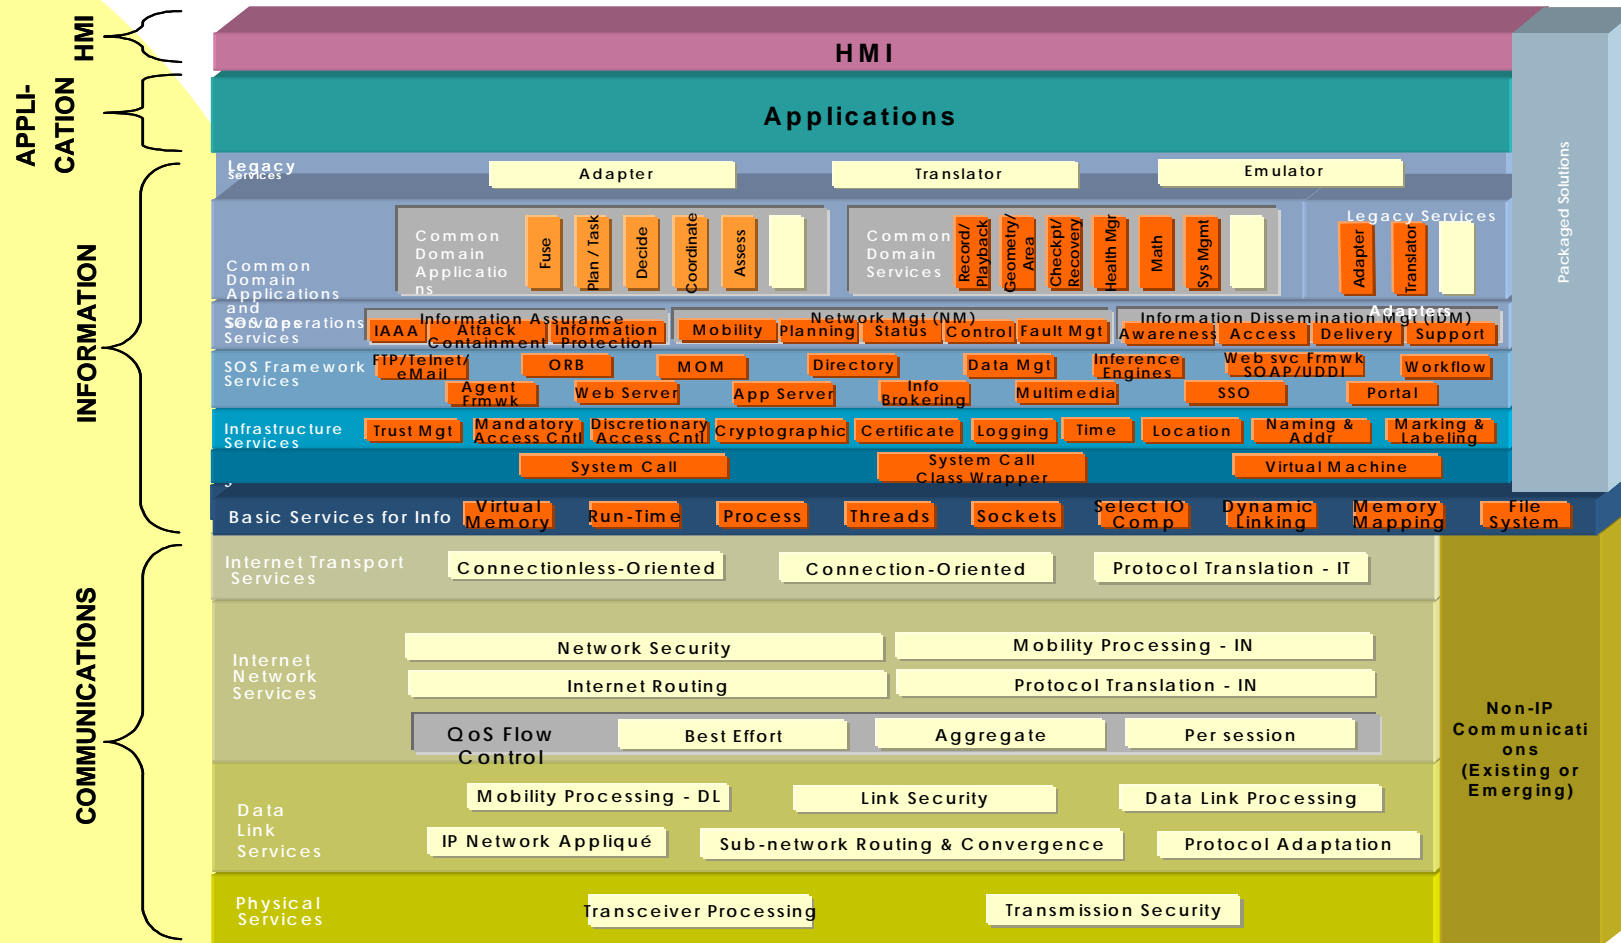 HMI
HMI
APPLI-
CATION
Applications
Packaged Solutions
INFORMATION
Legacy
Services
Adapter
Translator
Emulator
Common
Domain
Applications
and
Services
Common
Domain
Applicatio
ns
Fuse
Plan / Task
Decide
Coordinate
Assess
Common
Domain
Services
Record/
Playback
Geometry/
Area
Checkpt/
Recovery
Health Mgr
Math
Sys Mgmt
Legacy Services
Adapter
Translator
Adapters
SOS Operations
Services
Information Assurance
IAAA
Attack
Containment
Information
Protection
Network Mgt (NM)
Mobility
Planning
Status
Control
Fault Mgt
Information Dissemination Mgt (IDM)
Awareness
Access
Delivery
Support
SOS Framework
Services
FTP/Telnet/
eMail
ORB
MOM
Directory
Data Mgt
Inference
Engines
Web svc Frmwk
SOAP/UDDI
Workflow
Agent
Frmwk
Web Server
App Server
Info
Brokering
Multimedia
SSO
Portal
Infrastructure
Services
Trust Mgt
Mandatory
Access Cntl
Discretionary
Access Cntl
Cryptographic
Certificate
Logging
Time
Location
Naming &
Addr
Marking &
Labeling
System Call
System Call
Class Wrapper
Virtual Machine
Basic Services for Info
Virtual
Memory
Run-Time
Process
Threads
Sockets
Select IO
Comp
Dynamic
Linking
Memory
Mapping
File
System
COMMUNICATIONS
Internet Transport
Services
Connectionless-Oriented
Connection-Oriented
Protocol Translation - IT
Internet
Network
Services
Network Security
Mobility Processing - IN
Internet Routing
Protocol Translation - IN
QoS Flow
Control
Best Effort
Aggregate
Per session
Non-IP
Communicati
ons
(Existing or
Emerging)
Data
Link
Services
Mobility Processing - DL
Link Security
Data Link Processing
IP Network Appliqué
Sub-network Routing & Convergence
Protocol Adaptation
Physical
Services
Transceiver Processing
Transmission Security